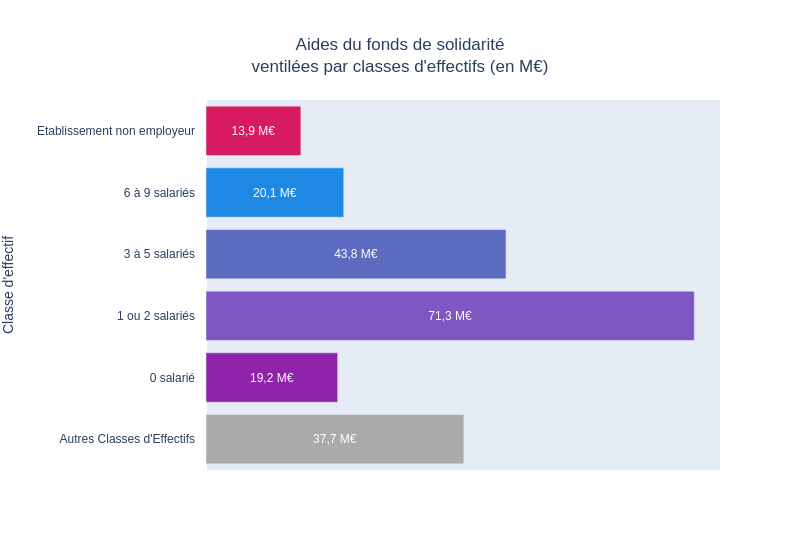 Aides du fonds de solidarité
ventilées par classes d'effectifs (en M€)
Classe d'effectif
Etablissement non employeur
13,9 M€
6 à 9 salariés
20,1 M€
3 à 5 salariés
43,8 M€
1 ou 2 salariés
71,3 M€
0 salarié
19,2 M€
Autres Classes d'Effectifs
37,7 M€